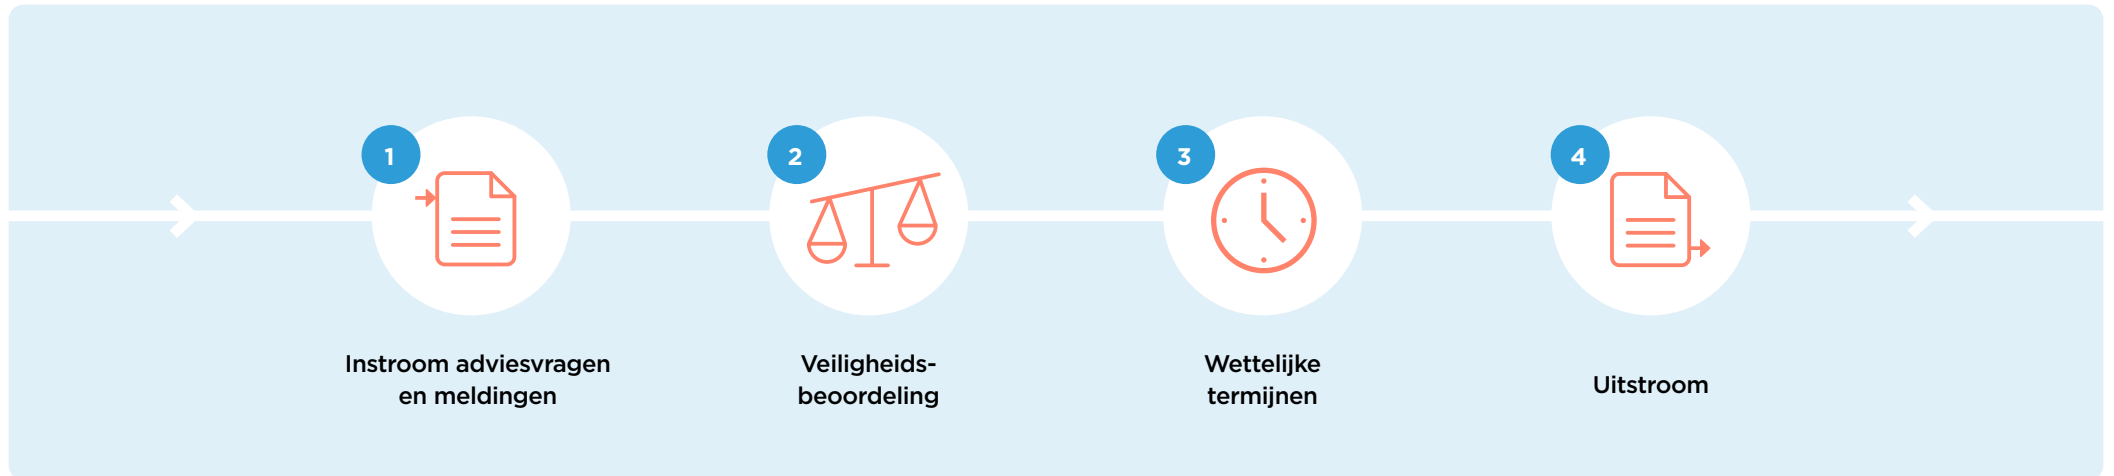 1
Instroom adviesvragen
en meldingen
2
Veiligheids-
beoordeling
3
Wettelijke
termijnen
4
Uitstroom